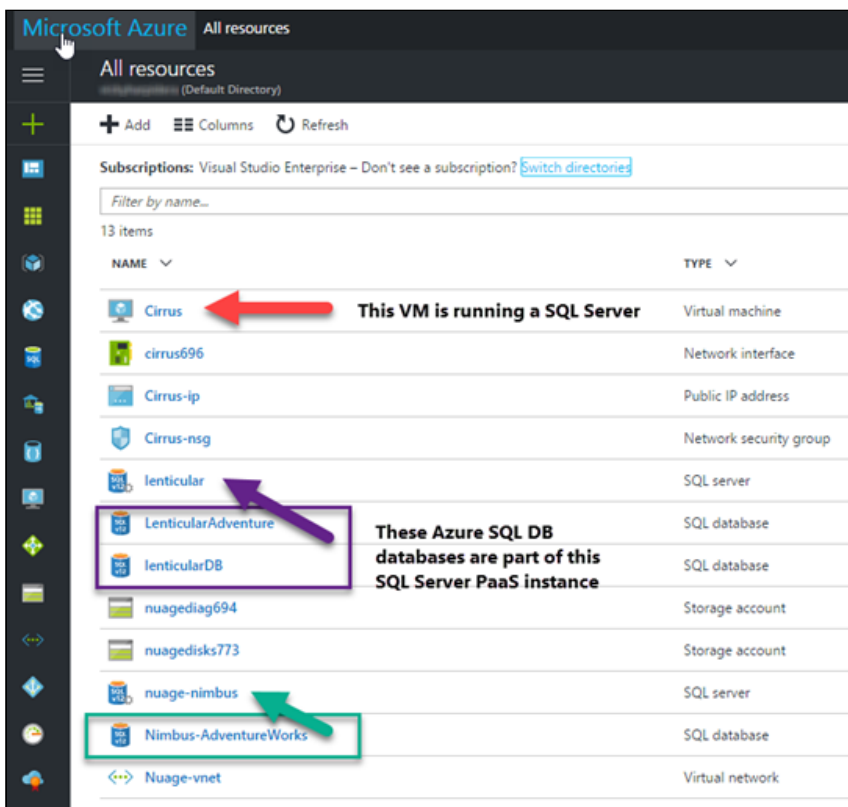 Microsoft Azure All resources
All resources
(Default Directory)
Add Columns Refresh
Subscriptions: Visual Studio Enterprise – Don't see a subscription? Switch directories
Filter by name...
13 items
NAME TYPE
Cirrus This VM is running a SQL Server Virtual machine
cirrus696 Network interface
Cirrus-ip Public IP address
Cirrus-nsg Network security group
lenticular SQL server
LenticularAdventure SQL database
These Azure SQL DB
databases are part of this
SQL Server PaaS instance
lenticularDB SQL database
nuagediag694 Storage account
nuagedisks773 Storage account
nuage-nimbus SQL server
Nimbus-AdventureWorks SQL database
Nuage-vnet Virtual network